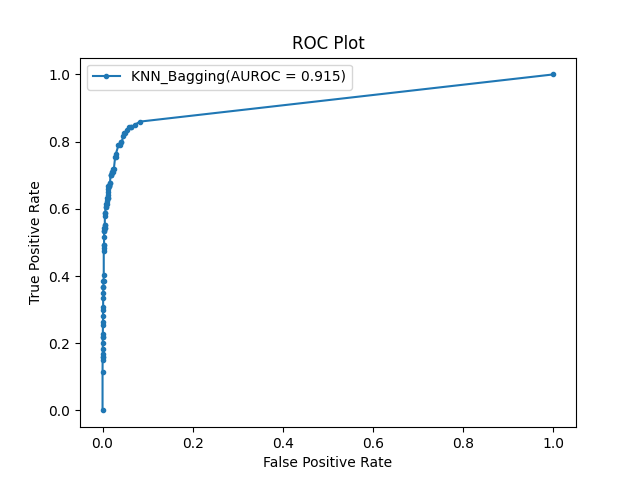 ROC Plot
KNN_Bagging(AUROC = 0.915)
True Positive Rate
1.0
0.8
0.6
0.4
0.2
0.0
0.0 0.2 0.4 0.6 0.8 1.0
False Positive Rate